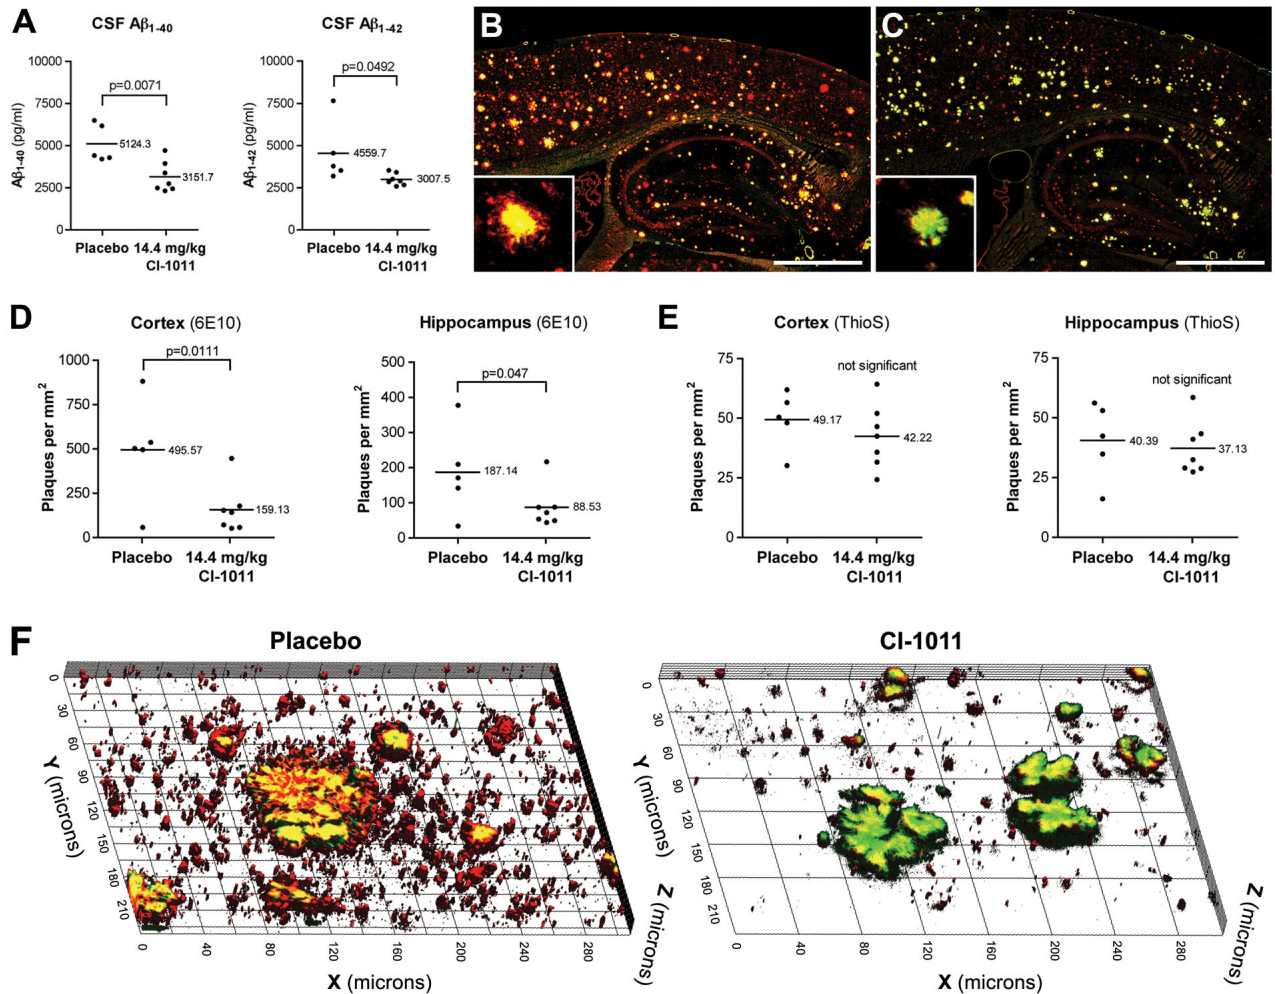 A
CSF Aβ1-40
Aβ1-40 (pg/ml)
10000
7500
5000
2500
0
p=0.0071
5124.3
3151.7
Placebo
14.4 mg/kg
CI-1011
CSF Aβ1-42
Aβ1-42 (pg/ml)
10000
7500
5000
2500
0
p=0.0492
4559.7
3007.5
Placebo
14.4 mg/kg
CI-1011
B
C
D
Cortex (6E10)
Plaques per mm2
1000
750
500
250
0
p=0.0111
495.57
159.13
Placebo
14.4 mg/kg
CI-1011
Hippocampus (6E10)
Plaques per mm2
500
400
300
200
100
0
p=0.047
187.14
88.53
Placebo
14.4 mg/kg
CI-1011
E
Cortex (ThioS)
Plaques per mm2
75
50
25
0
not significant
49.17
42.22
Placebo
14.4 mg/kg
CI-1011
Hippocampus (ThioS)
Plaques per mm2
75
50
25
0
not significant
40.39
37.13
Placebo
14.4 mg/kg
CI-1011
F
Placebo
0
30
60
90
120
150
180
210
Y (microns)
0
40
80
120
160
200
240
280
X (microns)
Z (microns)
CI-1011
0
30
60
90
120
150
180
210
Y (microns)
0
40
80
120
160
200
240
280
X (microns)
Z (microns)